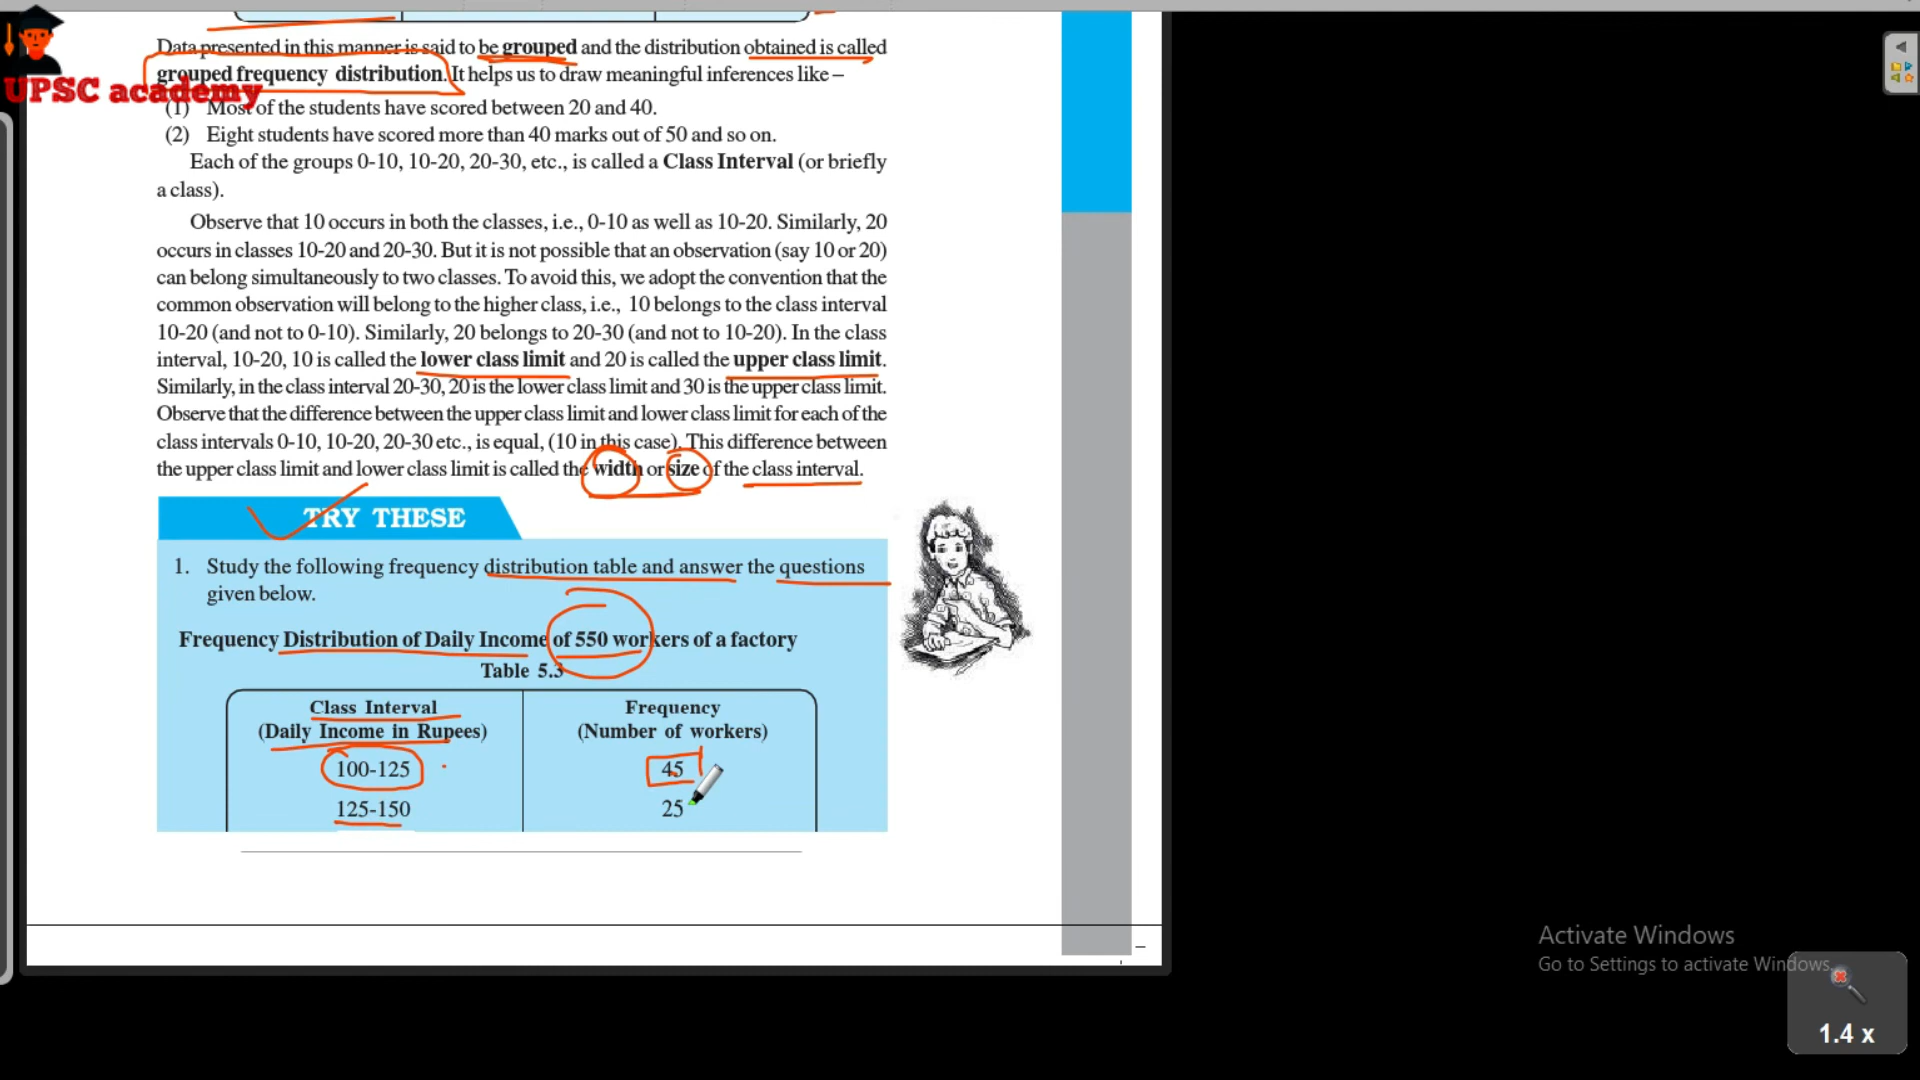 Data presented in this manner is said to be grouped and the distribution obtained is called
grouped frequency distribution. It helps us to draw meaningful inferences like –
UPSC academy
(1) Most of the students have scored between 20 and 40.
(2) Eight students have scored more than 40 marks out of 50 and so on.
Each of the groups 0-10, 10-20, 20-30, etc., is called a Class Interval (or briefly
a class).
Observe that 10 occurs in both the classes, i.e., 0-10 as well as 10-20. Similarly, 20
occurs in classes 10-20 and 20-30. But it is not possible that an observation (say 10 or 20)
can belong simultaneously to two classes. To avoid this, we adopt the convention that the
common observation will belong to the higher class, i.e., 10 belongs to the class interval
10-20 (and not to 0-10). Similarly, 20 belongs to 20-30 (and not to 10-20). In the class
interval, 10-20, 10 is called the lower class limit and 20 is called the upper class limit.
Similarly, in the class interval 20-30, 20 is the lower class limit and 30 is the upper class limit.
Observe that the difference between the upper class limit and lower class limit for each of the
class intervals 0-10, 10-20, 20-30 etc., is equal, (10 in this case). This difference between
the upper class limit and lower class limit is called the width or size of the class interval.
TRY THESE
1. Study the following frequency distribution table and answer the questions
given below.
Frequency Distribution of Daily Income of 550 workers of a factory
Table 5.3
Class Interval Frequency
(Daily Income in Rupees) (Number of workers)
100-125 45
125-150 25
Activate Windows
Go to Settings to activate Windows.
1.4 x